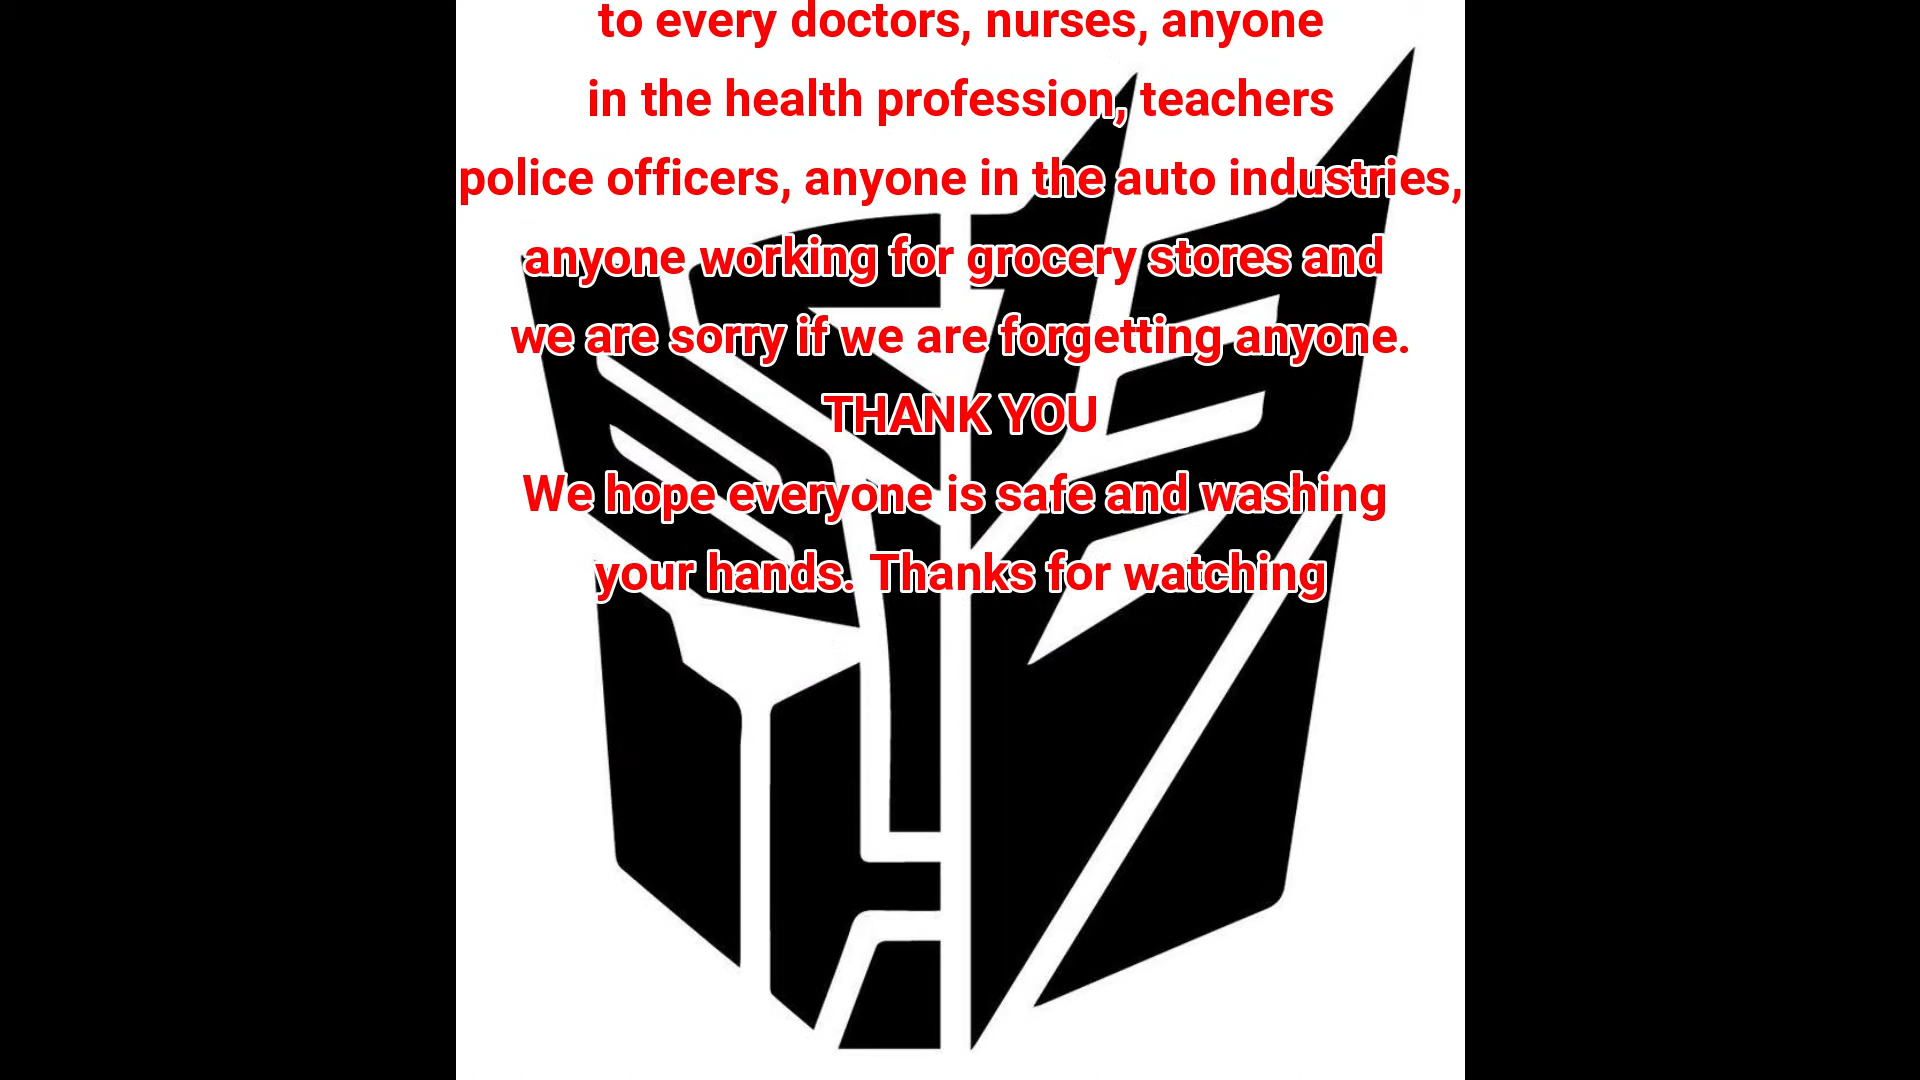 to every doctors, nurses, anyone
in the health profession, teachers
police officers, anyone in the auto industries,
anyone working for grocery stores and
we are sorry if we are forgetting anyone.
THANK YOU
We hope everyone is safe and washing
your hands. Thanks for watching